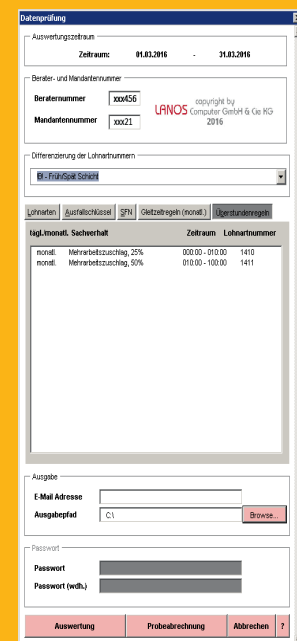 Datenprüfung
Auswertungszeitraum
Zeitraum: 01.03.2016 - 31.03.2016
Berater- und Mandantennummer
Beraternummer xxx456
Mandantennummer xxx21
LANOS copyright by Computer GmbH & Cie KG 2016
Differenzierung der Lohnartnummern
- Früh/Spät Schicht
Lohnarten Ausfallschlüssel SFN Gleitzeitregeln (monatl.) Überstundenregeln
tägl./monatl. Sachverhalt Zeitraum Lohnartnummer
monatl. Mehrarbeitszuschlag, 25% 000:00 - 010:00 1410
monatl. Mehrarbeitszuschlag, 50% 010:00 - 100:00 1411
Ausgabe
E-Mail Adresse
Ausgabepfad C:\ Browse...
Passwort
Passwort
Passwort (wdh.)
Auswertung Probeabrechnung Abbrechen ?